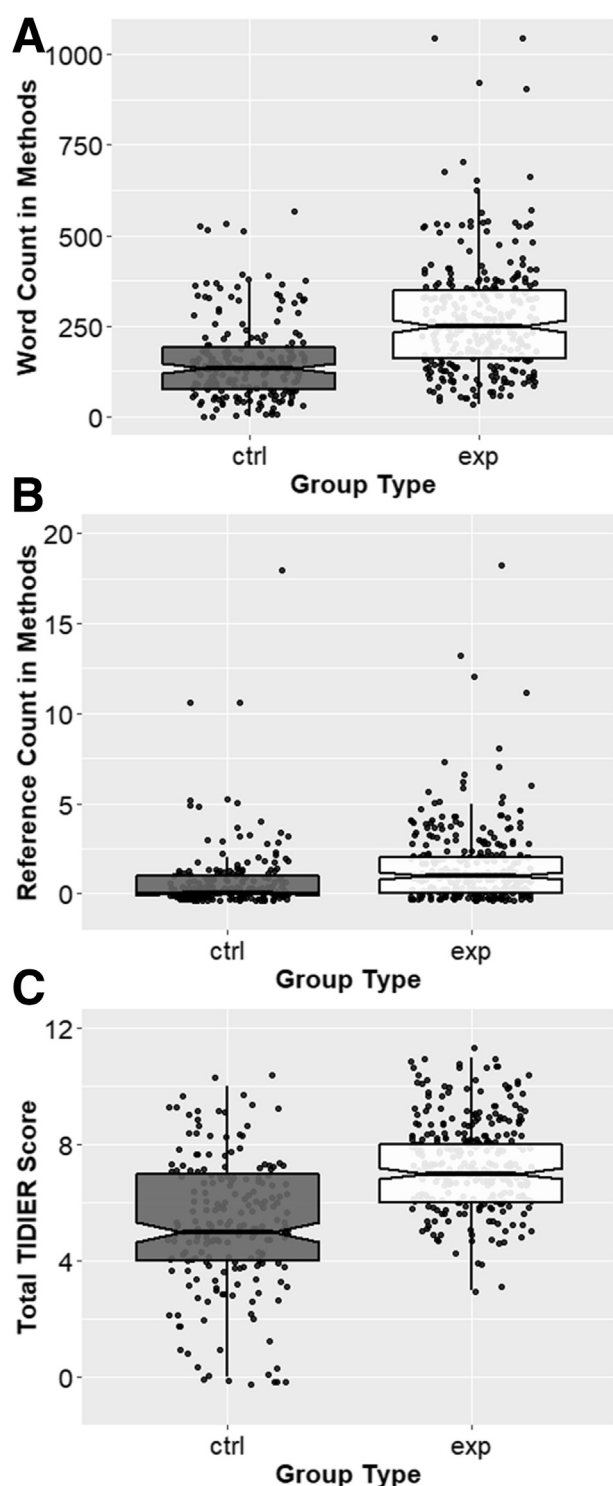 A
Word Count in Methods
1000
750
500
250
0
ctrl exp
Group Type
B
Reference Count in Methods
20
15
10
5
0
ctrl exp
Group Type
C
Total TIDIER Score
12
8
4
0
ctrl exp
Group Type